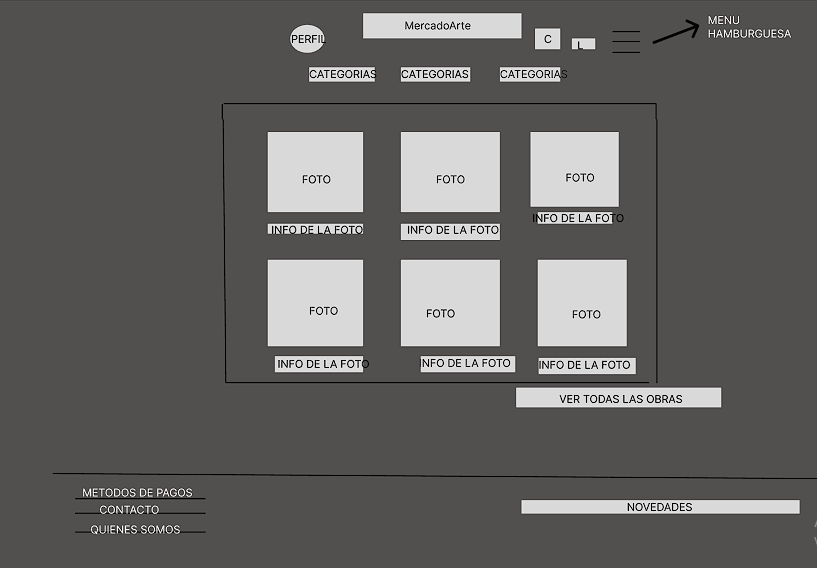 MercadoArte
MENU
HAMBURGUESA
PERFIL
C
L
CATEGORIAS CATEGORIAS CATEGORIAS
FOTO FOTO FOTO
INFO DE LA FOTO INFO DE LA FOTO INFO DE LA FOTO
FOTO FOTO FOTO
INFO DE LA FOTO INFO DE LA FOTO INFO DE LA FOTO
VER TODAS LAS OBRAS
METODOS DE PAGOS
CONTACTO
QUIENES SOMOS
NOVEDADES